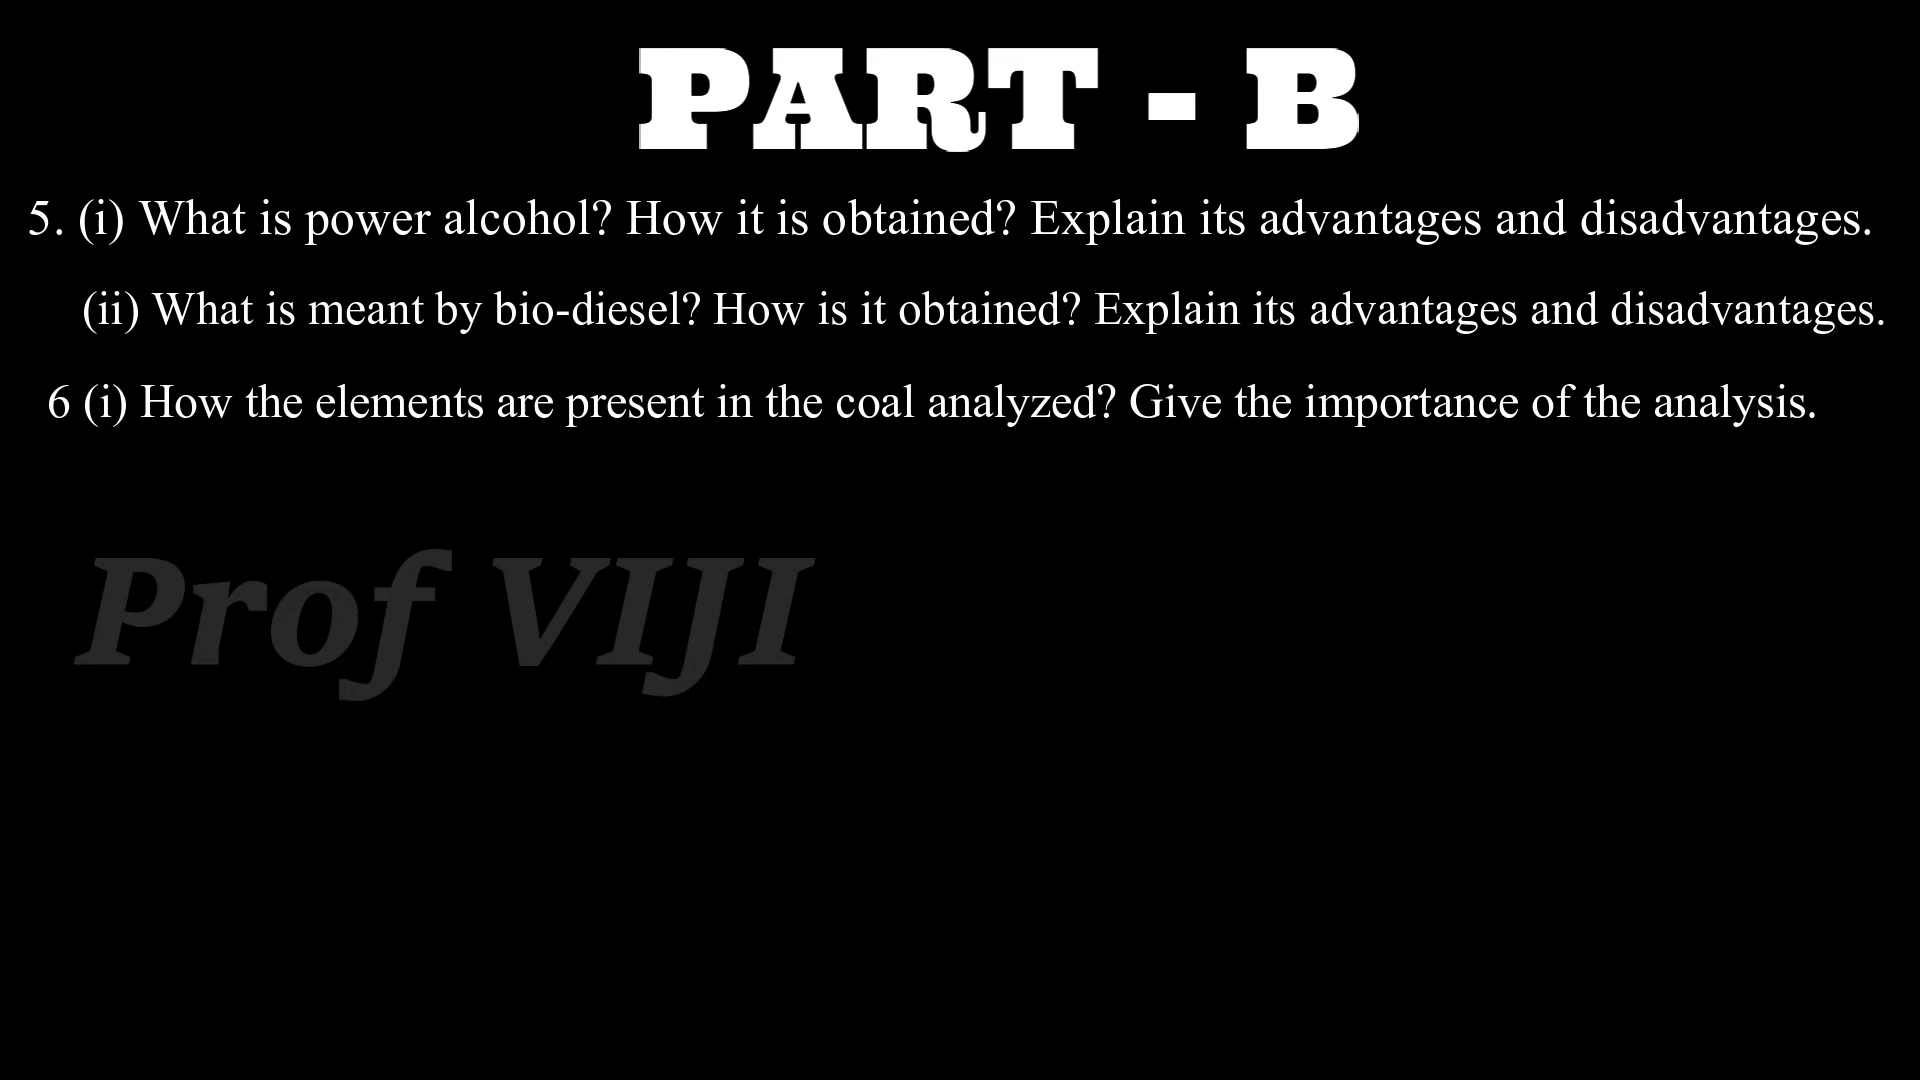 PART - B
5. (i) What is power alcohol? How it is obtained? Explain its advantages and disadvantages.
(ii) What is meant by bio-diesel? How is it obtained? Explain its advantages and disadvantages.
6 (i) How the elements are present in the coal analyzed? Give the importance of the analysis.
Prof VIJI